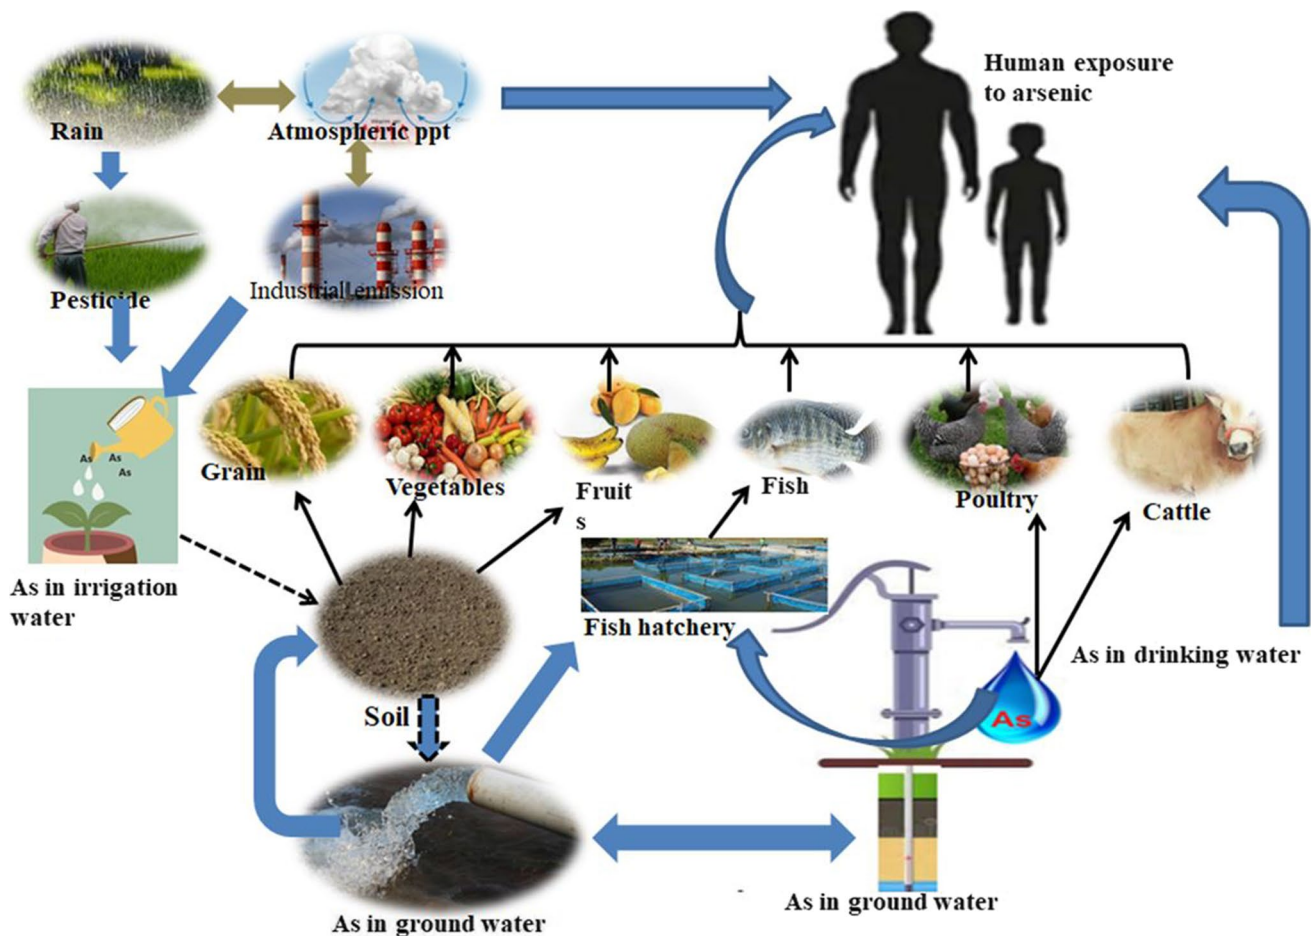 Human exposure
to arsenic
Rain
Atmospheric ppt
Pesticide
Industrial emission
As
As
As
Grain
Vegetables
Fruit
s
Fish
Poultry
Cattle
As in irrigation
water
Fish hatchery
As in drinking water
Soil
As
As in ground water
As in ground water